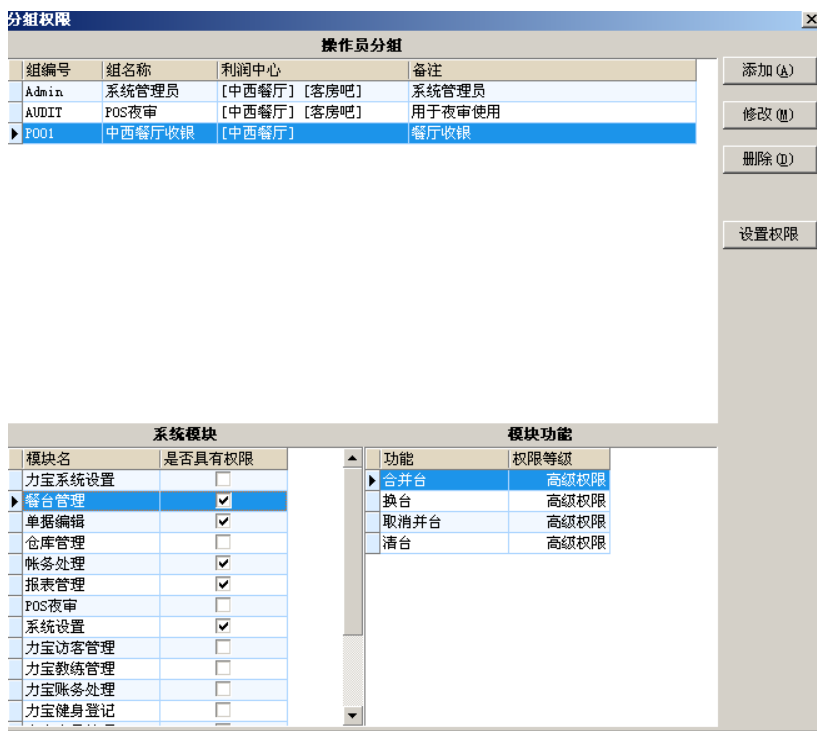 分组权限
操作员分组
组编号 组名称 利润中心 备注
Admin 系统管理员 [中西餐厅] [客房吧] 系统管理员
AUDIT POS夜审 [中西餐厅] [客房吧] 用于夜审使用
P001 中西餐厅收银 [中西餐厅] 餐厅收银
添加(A)
修改(M)
删除(D)
设置权限
系统模块
模块名 是否具有权限
力宝系统设置
餐台管理
单据编辑
仓库管理
帐务处理
报表管理
POS夜审
系统设置
力宝访客管理
力宝教练管理
力宝账务处理
力宝健身登记
模块功能
功能 权限等级
合并台 高级权限
换台 高级权限
取消并台 高级权限
清台 高级权限